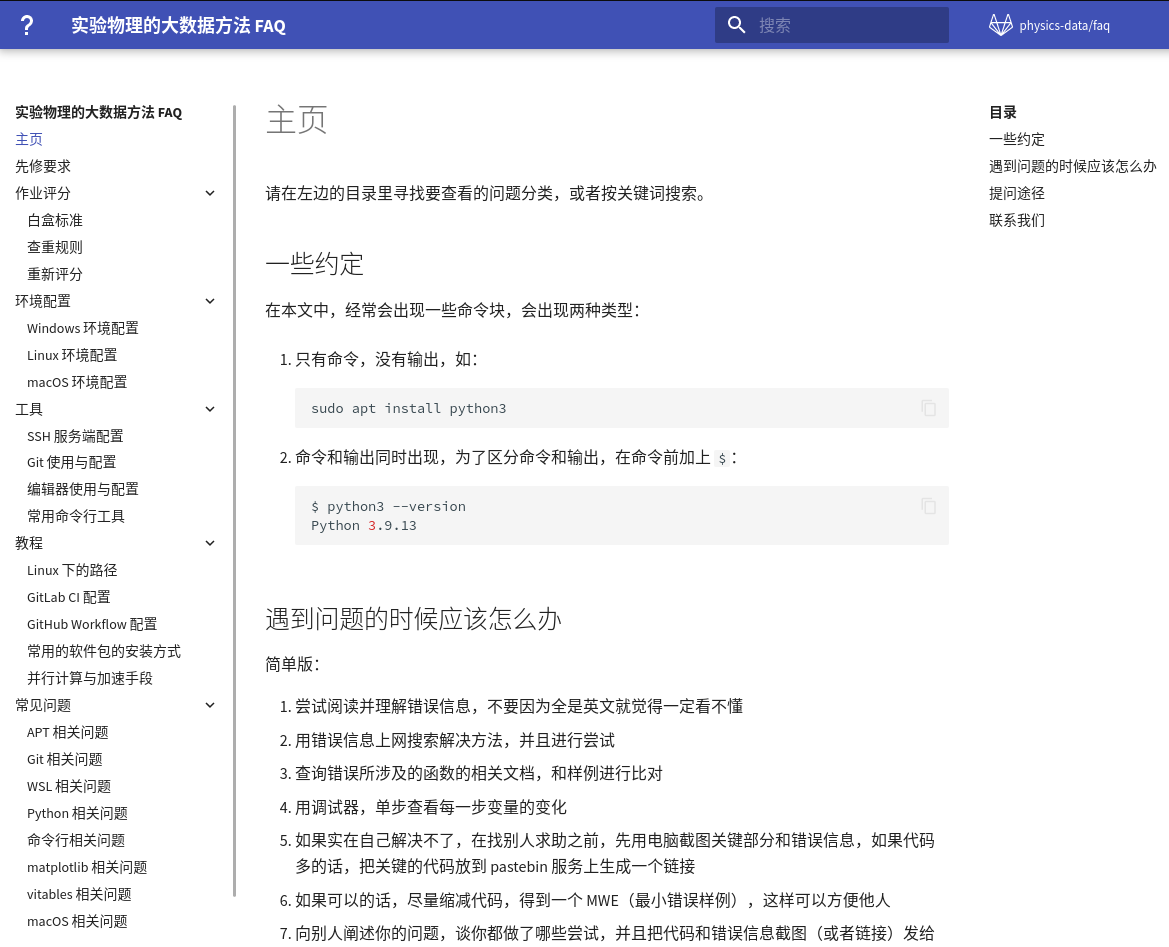 ?
实验物理的大数据方法 FAQ
搜索
physics-data/faq
实验物理的大数据方法 FAQ
主页
先修要求
作业评分
白盒标准
查重规则
重新评分
环境配置
Windows 环境配置
Linux 环境配置
macOS 环境配置
工具
SSH 服务端配置
Git 使用与配置
编辑器使用与配置
常用命令行工具
教程
Linux 下的路径
GitLab CI 配置
GitHub Workflow 配置
常用的软件包的安装方式
并行计算与加速手段
常见问题
APT 相关问题
Git 相关问题
WSL 相关问题
Python 相关问题
命令行相关问题
matplotlib 相关问题
vitables 相关问题
macOS 相关问题
主页
请在左边的目录里寻找要查看的问题分类，或者按关键词搜索。
一些约定
在本文中，经常会出现一些命令块，会出现两种类型：
1. 只有命令，没有输出，如：
sudo apt install python3
2. 命令和输出同时出现，为了区分命令和输出，在命令前加上 $ ：
$ python3 --version
Python 3.9.13
遇到问题的时候应该怎么办
简单版：
1. 尝试阅读并理解错误信息，不要因为全是英文就觉得一定看不懂
2. 用错误信息上网搜索解决方法，并且进行尝试
3. 查询错误所涉及的函数的相关文档，和样例进行比对
4. 用调试器，单步查看每一步变量的变化
5. 如果实在自己解决不了，在找别人求助之前，先用电脑截图关键部分和错误信息，如果代码
多的话，把关键的代码放到 pastebin 服务上生成一个链接
6. 如果可以的话，尽量缩减代码，得到一个 MWE（最小错误样例），这样可以方便他人
7. 向别人阐述你的问题，谈你都做了哪些尝试，并且把代码和错误信息截图（或者链接）发给
目录
一些约定
遇到问题的时候应该怎么办
提问途径
联系我们